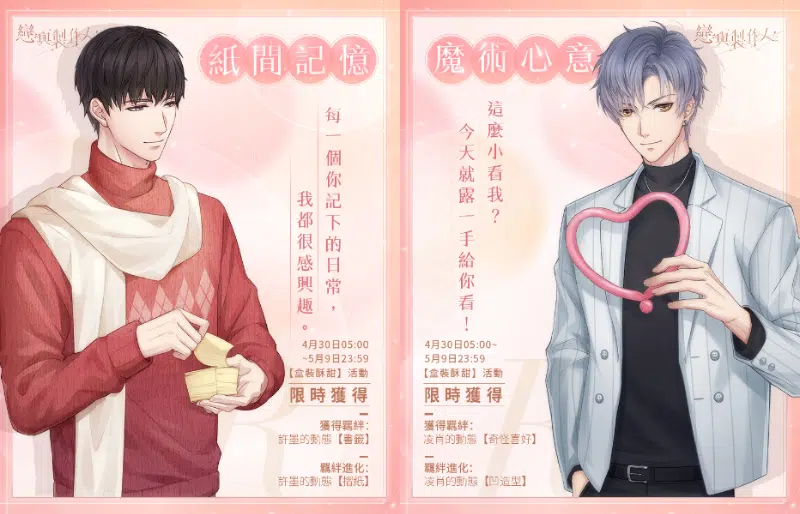 戀與製作人
紙間記憶
每一個你記下的日常，
我都很感興趣。
4月30日05:00
~5月9日23:59
【盒裝酥甜】活動
限時獲得
獲得羈絆:
許墨的動態【書籤】
羈絆進化:
許墨的動態【摺紙】
戀與製作人
魔術心意
這麼小看我？
今天就露一手給你看！
4月30日05:00~
5月9日23:59
【盒裝酥甜】活動
限時獲得
獲得羈絆:
凌肖的動態【奇怪喜好】
羈絆進化:
凌肖的動態【凹造型】